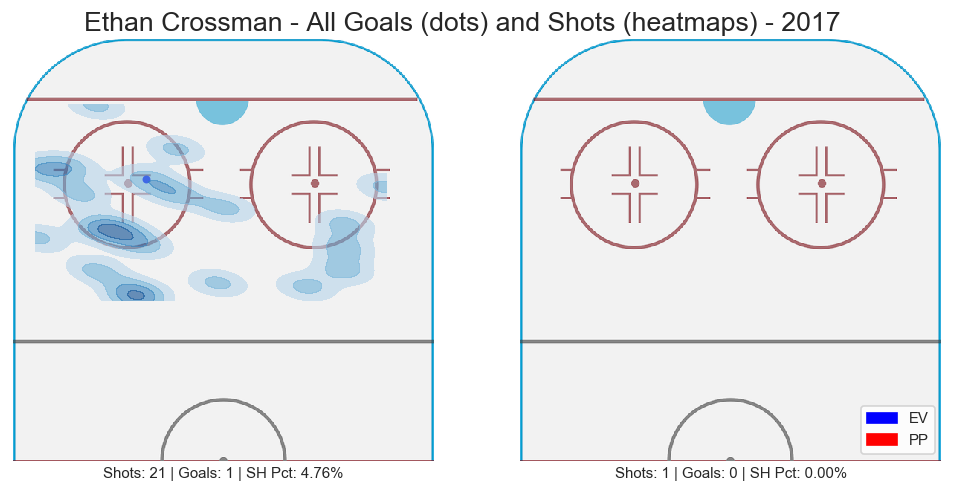 Ethan Crossman - All Goals (dots) and Shots (heatmaps) - 2017
EV
PP
Shots: 21 | Goals: 1 | SH Pct: 4.76%
Shots: 1 | Goals: 0 | SH Pct: 0.00%